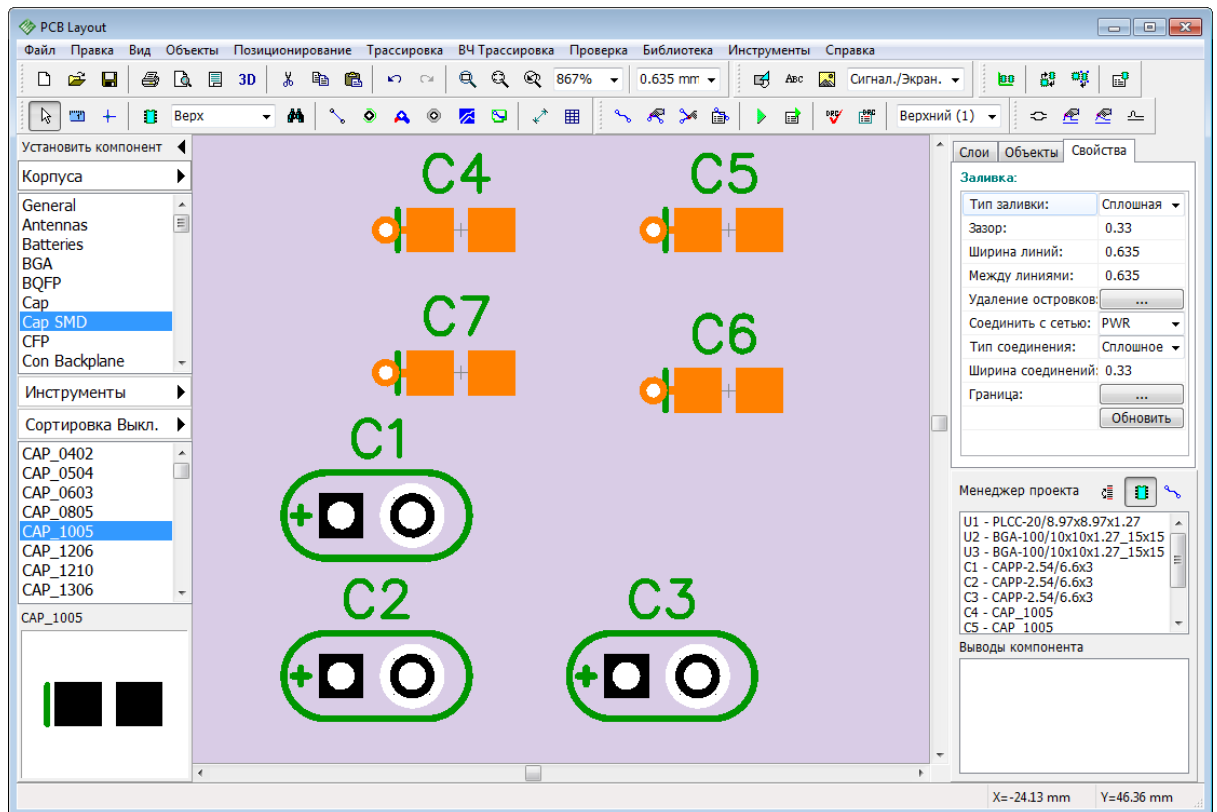 PCB Layout
Файл Правка Вид Объекты Позиционирование Трассировка ВЧ Трассировка Проверка Библиотека Инструменты Справка
3D 867% 0.635 mm ABC Сигнал./Экран.
Верх DRC Верхний (1)
Установить компонент
Корпуса
General
Antennas
Batteries
BGA
BQFP
Cap
Cap SMD
CFP
Con Backplane
Инструменты
Сортировка Выкл.
CAP_0402
CAP_0504
CAP_0603
CAP_0805
CAP_1005
CAP_1206
CAP_1210
CAP_1306
CAP_1005
C4 C5
C7 C6
C1
C2 C3
Слои Объекты Свойства
Заливка:
Тип заливки: Сплошная
Зазор: 0.33
Ширина линий: 0.635
Между линиями: 0.635
Удаление островков: ...
Соединить с сетью: PWR
Тип соединения: Сплошное
Ширина соединений: 0.33
Граница: ...
Обновить
Менеджер проекта
U1 - PLCC-20/8.97x8.97x1.27
U2 - BGA-100/10x10x1.27_15x15
U3 - BGA-100/10x10x1.27_15x15
C1 - CAPP-2.54/6.6x3
C2 - CAPP-2.54/6.6x3
C3 - CAPP-2.54/6.6x3
C4 - CAP_1005
C5 - CAP_1005
Выводы компонента
X=-24.13 mm Y=46.36 mm